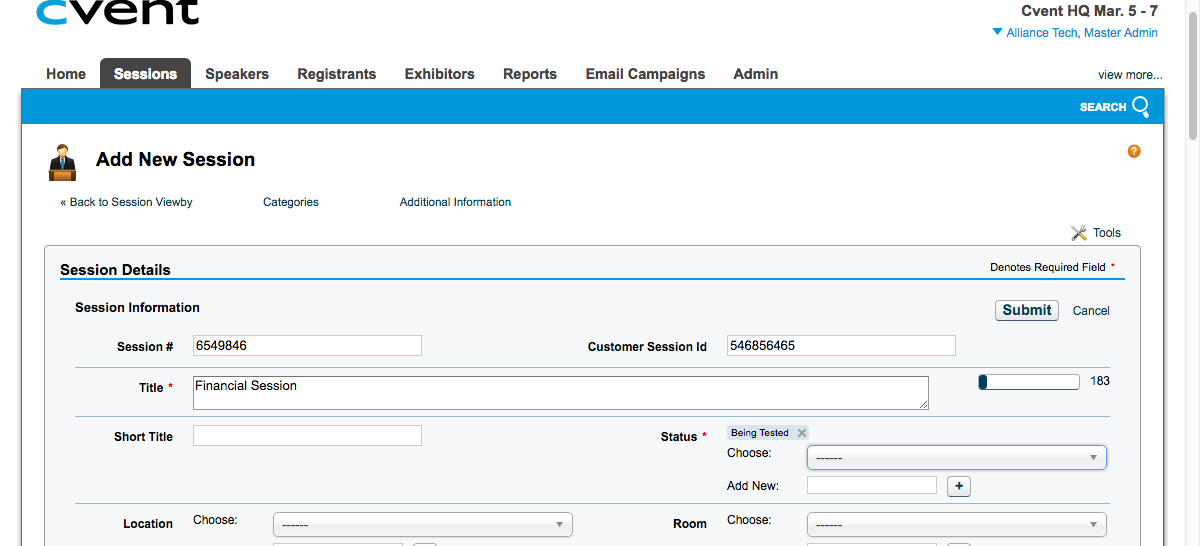 cvent
Cvent HQ Mar. 5 - 7
Alliance Tech, Master Admin
Home Sessions Speakers Registrants Exhibitors Reports Email Campaigns Admin view more...
SEARCH
Add New Session
?
« Back to Session Viewby Categories Additional Information
Tools
Session Details Denotes Required Field *
Session Information Submit Cancel
Session # 6549846 Customer Session Id 546856465
Title * Financial Session 183
Short Title Status * Being Tested X
Choose: ------
Add New: +
Location Choose: ------ Room Choose: ------